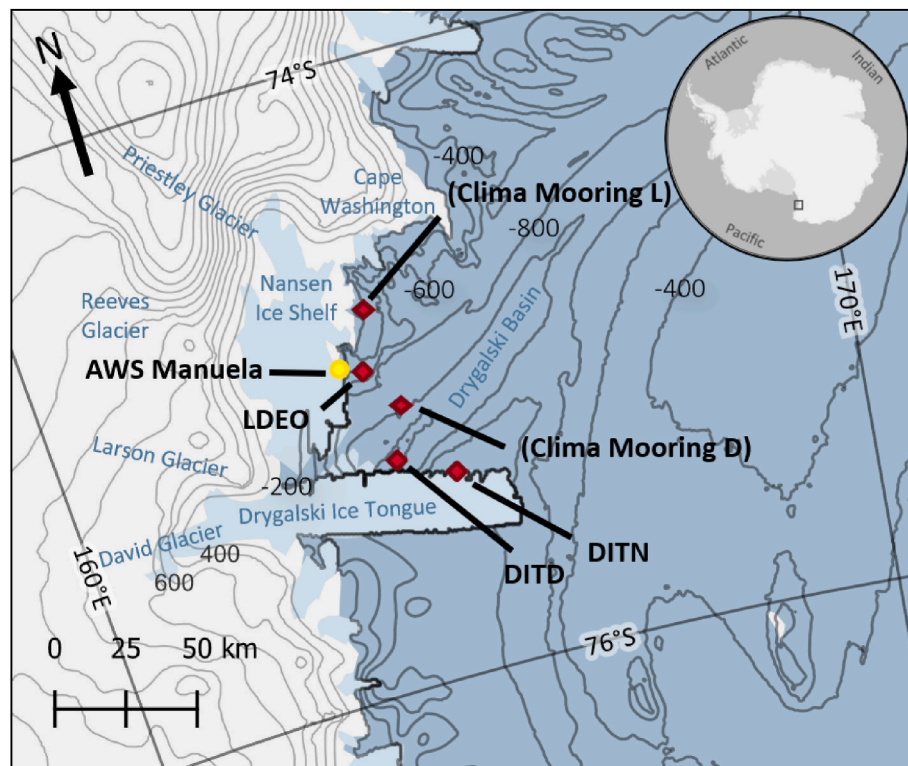 N
74°S
Atlantic
Indian
Pacific
Priestley Glacier
Cape
Washington
-400
(Clima Mooring L)
-800
Nansen
Ice Shelf
-600
-400
170°E
Reeves
Glacier
Drygalski Basin
AWS Manuela
LDEO
(Clima Mooring D)
Larson Glacier
-200
Drygalski Ice Tongue
David Glacier
400
600
DITN
DITD
160°E
76°S
0 25 50 km